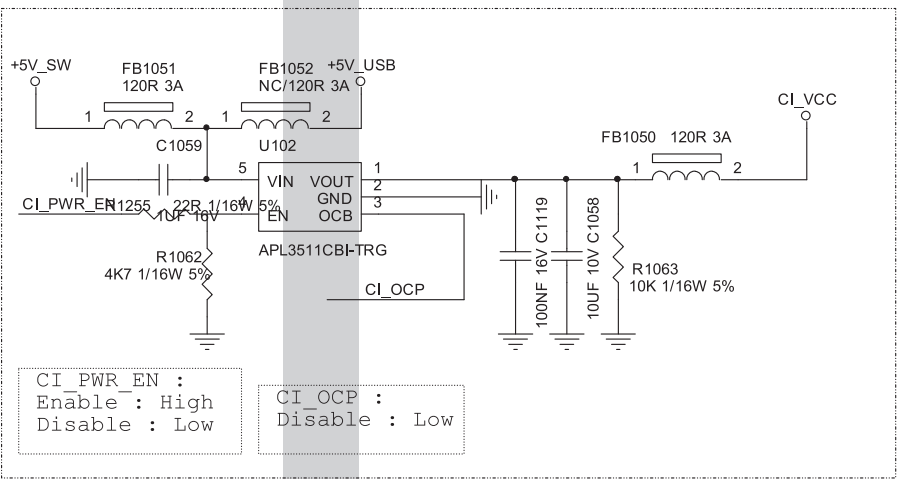 +5V_SW
FB1051
120R 3A
1 2
FB1052
NC/120R 3A
1 2
+5V_USB
CI_VCC
FB1050 120R 3A
1 2
C1059
1UF 16V
U102
5 VIN VOUT 1
GND 2
4 EN OCB 3
APL3511CBI-TRG
CI_PWR_EN
R1255 22R 1/16W 5%
R1062
4K7 1/16W 5%
CI_OCP
100NF 16V C1119
10UF 10V C1058
R1063
10K 1/16W 5%
CI_PWR_EN :
Enable : High
Disable : Low
CI_OCP :
Disable : Low